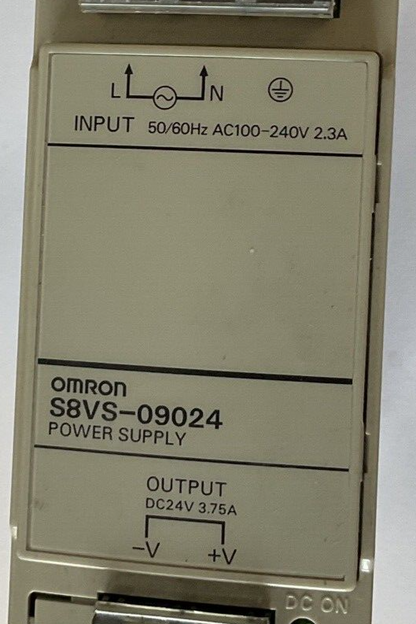 L N
INPUT 50/60Hz AC100-240V 2.3A
omron
S8VS-09024
POWER SUPPLY
OUTPUT
DC24V 3.75A
-V +V
DC ON